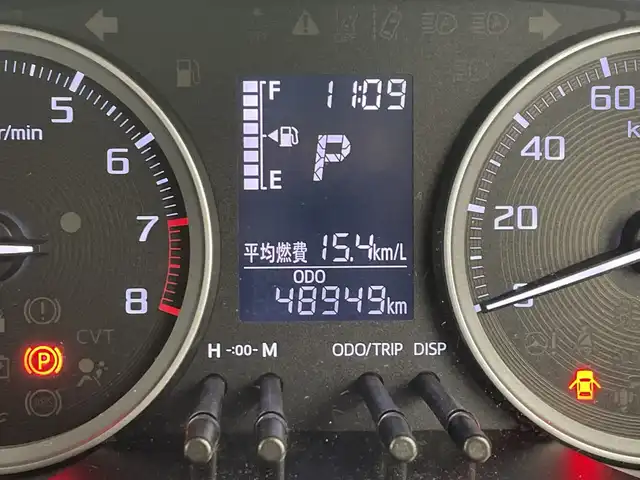 F 11:09
P
E
平均燃費 15.4km/L
ODO
48949km
r/min
5
6
7
8
CVT
P
60
40
20
0
H -:00- M ODO/TRIP DISP